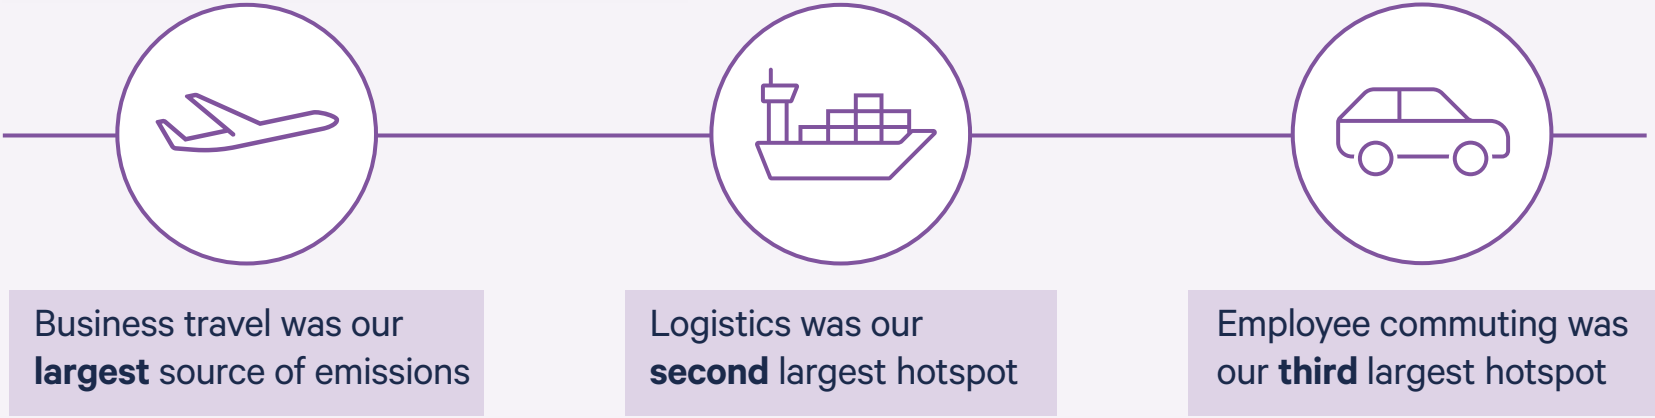 Business travel was our
largest source of emissions
Logistics was our
second largest hotspot
Employee commuting was
our third largest hotspot